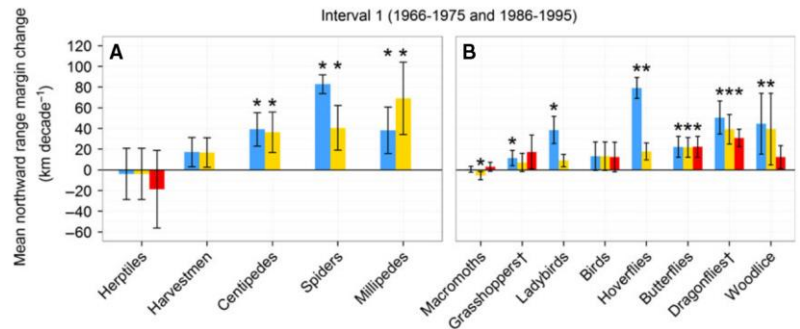 Interval 1 (1966-1975 and 1986-1995)
Mean northward range margin change
(km decade⁻¹)
120
100
80
60
40
20
0
−20
−40
−60
A
* *
* *
* *
Herptiles
Harvestmen
Centipedes
Spiders
Millipedes
B
*
*
*
**
***
***
**
Macromoths
Grasshoppers†
Ladybirds
Birds
Hoverflies
Butterflies
Dragonflies†
Woodlice